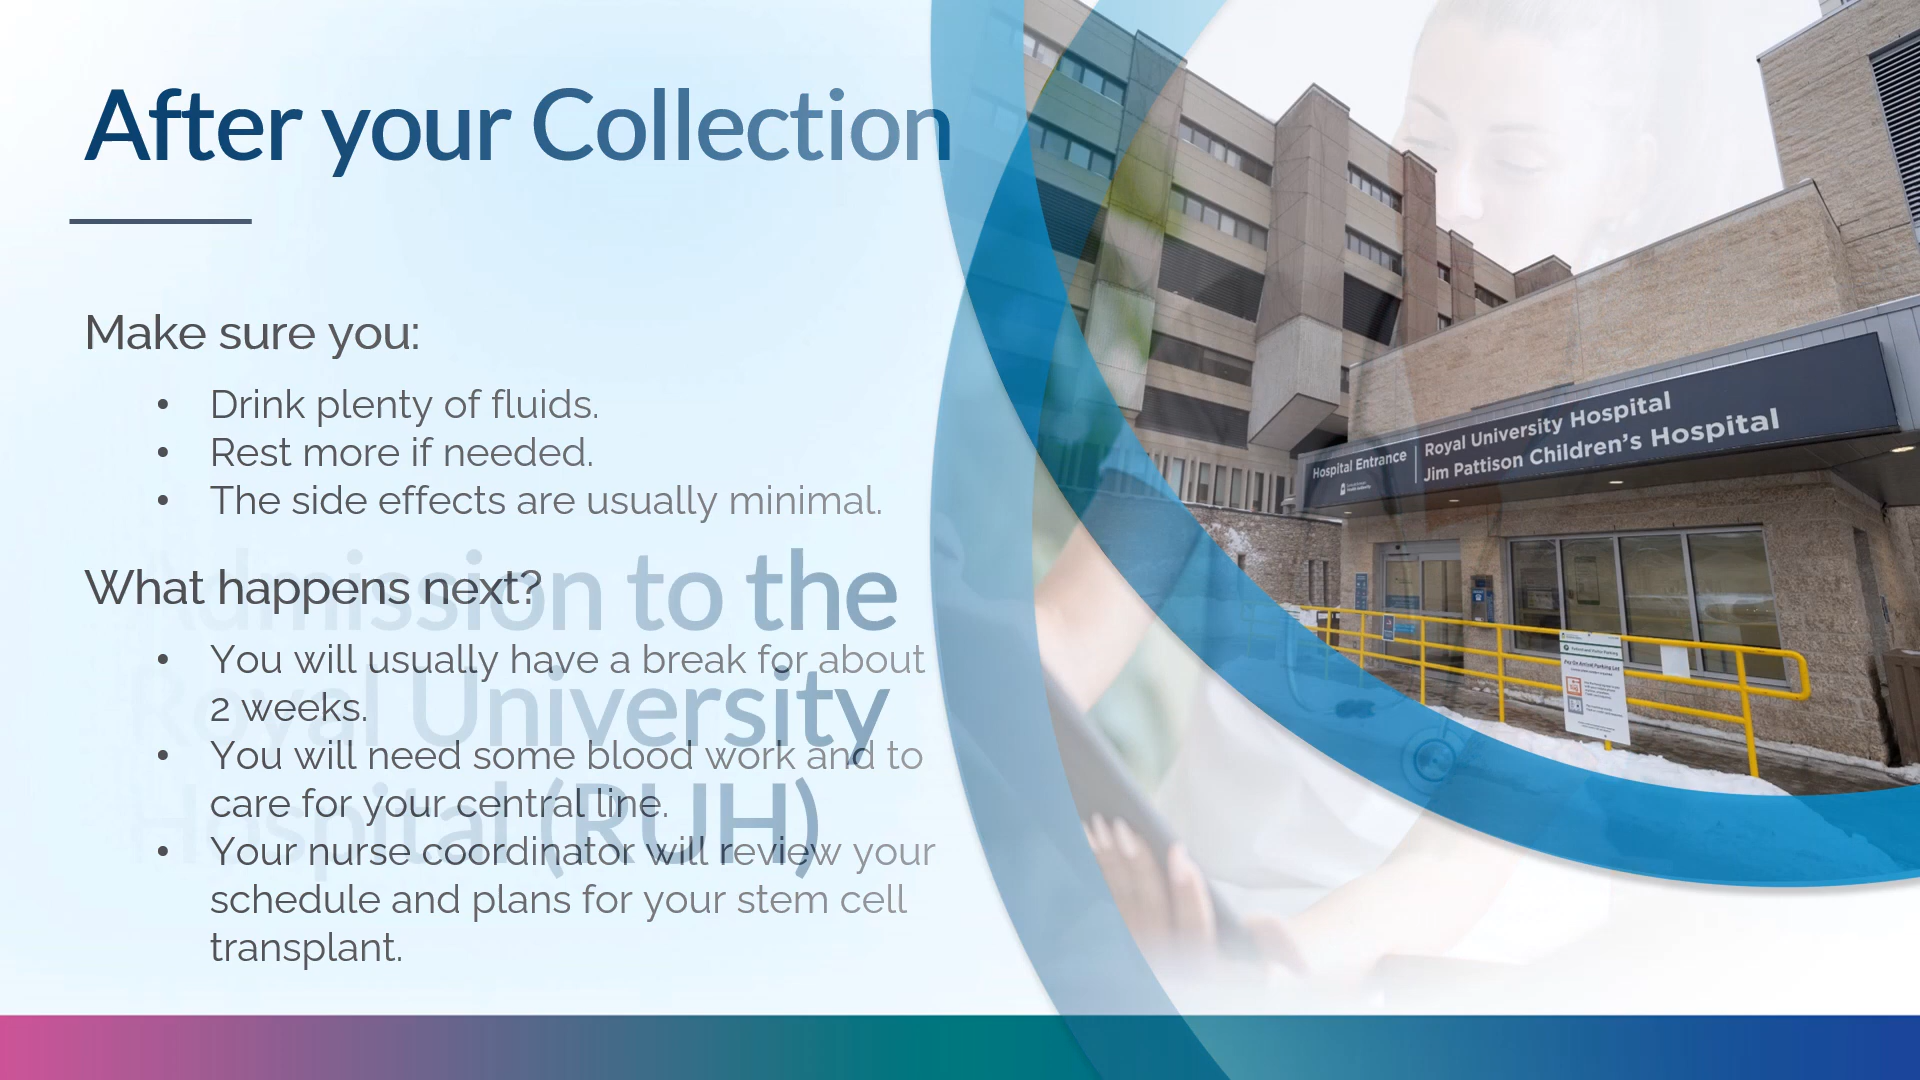 After your Collection
Make sure you:
• Drink plenty of fluids.
• Rest more if needed.
• The side effects are usually minimal.
What happens next?
• You will usually have a break for about
2 weeks.
• You will need some blood work and to
care for your central line.
• Your nurse coordinator will review your
schedule and plans for your stem cell
transplant.
Admission to the
Royal University
Hospital (RUH)
Hospital Entrance
Royal University Hospital
Jim Pattison Children's Hospital